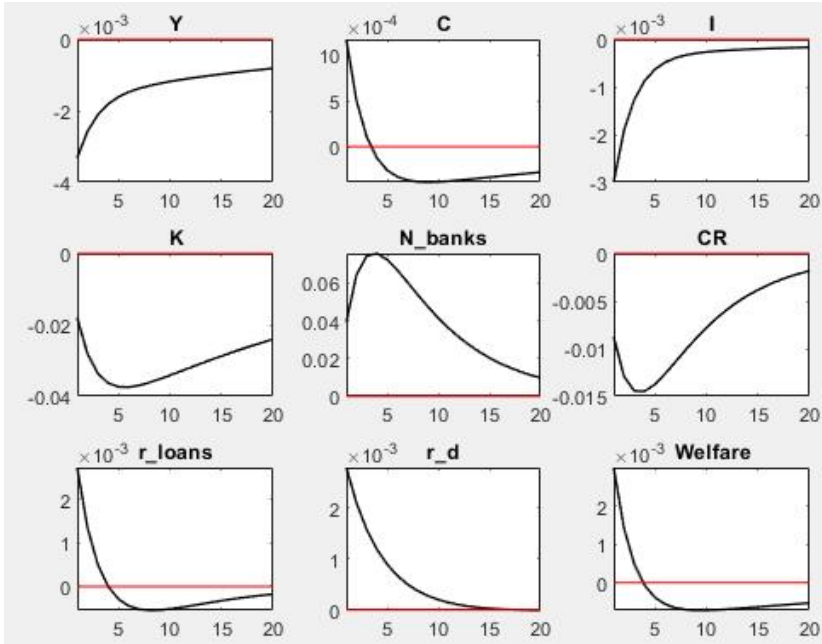 ×10⁻³ Y
0
-2
-4
5 10 15 20
×10⁻⁴ C
10
5
0
5 10 15 20
×10⁻³ I
0
-1
-2
-3
5 10 15 20
K
0
-0.02
-0.04
5 10 15 20
N_banks
0.06
0.04
0.02
0
5 10 15 20
CR
0
-0.005
-0.01
-0.015
5 10 15 20
×10⁻³ r_loans
2
1
0
5 10 15 20
×10⁻³ r_d
2
1
0
5 10 15 20
×10⁻³ Welfare
2
1
0
5 10 15 20